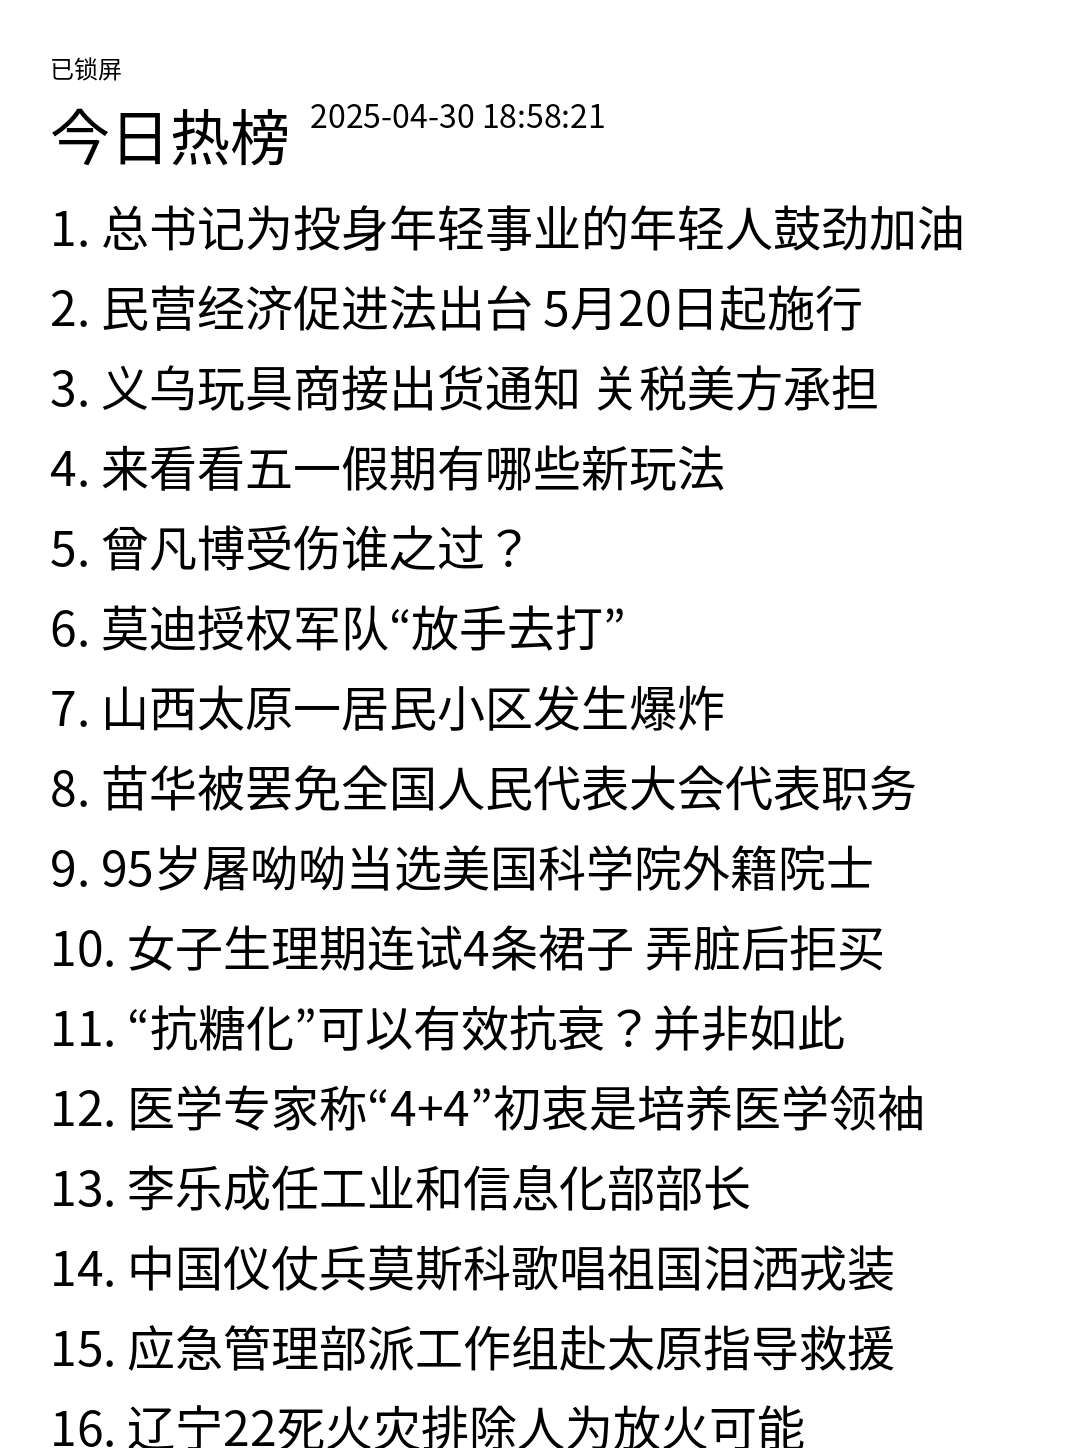 已锁屏
今日热榜 2025-04-30 18:58:21
1. 总书记为投身年轻事业的年轻人鼓劲加油
2. 民营经济促进法出台 5月20日起施行
3. 义乌玩具商接出货通知 关税美方承担
4. 来看看五一假期有哪些新玩法
5. 曾凡博受伤谁之过？
6. 莫迪授权军队“放手去打”
7. 山西太原一居民小区发生爆炸
8. 苗华被罢免全国人民代表大会代表职务
9. 95岁屠呦呦当选美国科学院外籍院士
10. 女子生理期连试4条裙子 弄脏后拒买
11. “抗糖化”可以有效抗衰？并非如此
12. 医学专家称“4+4”初衷是培养医学领袖
13. 李乐成任工业和信息化部部长
14. 中国仪仗兵莫斯科歌唱祖国泪洒戎装
15. 应急管理部派工作组赴太原指导救援
16. 辽宁22死火灾排除人为放火可能